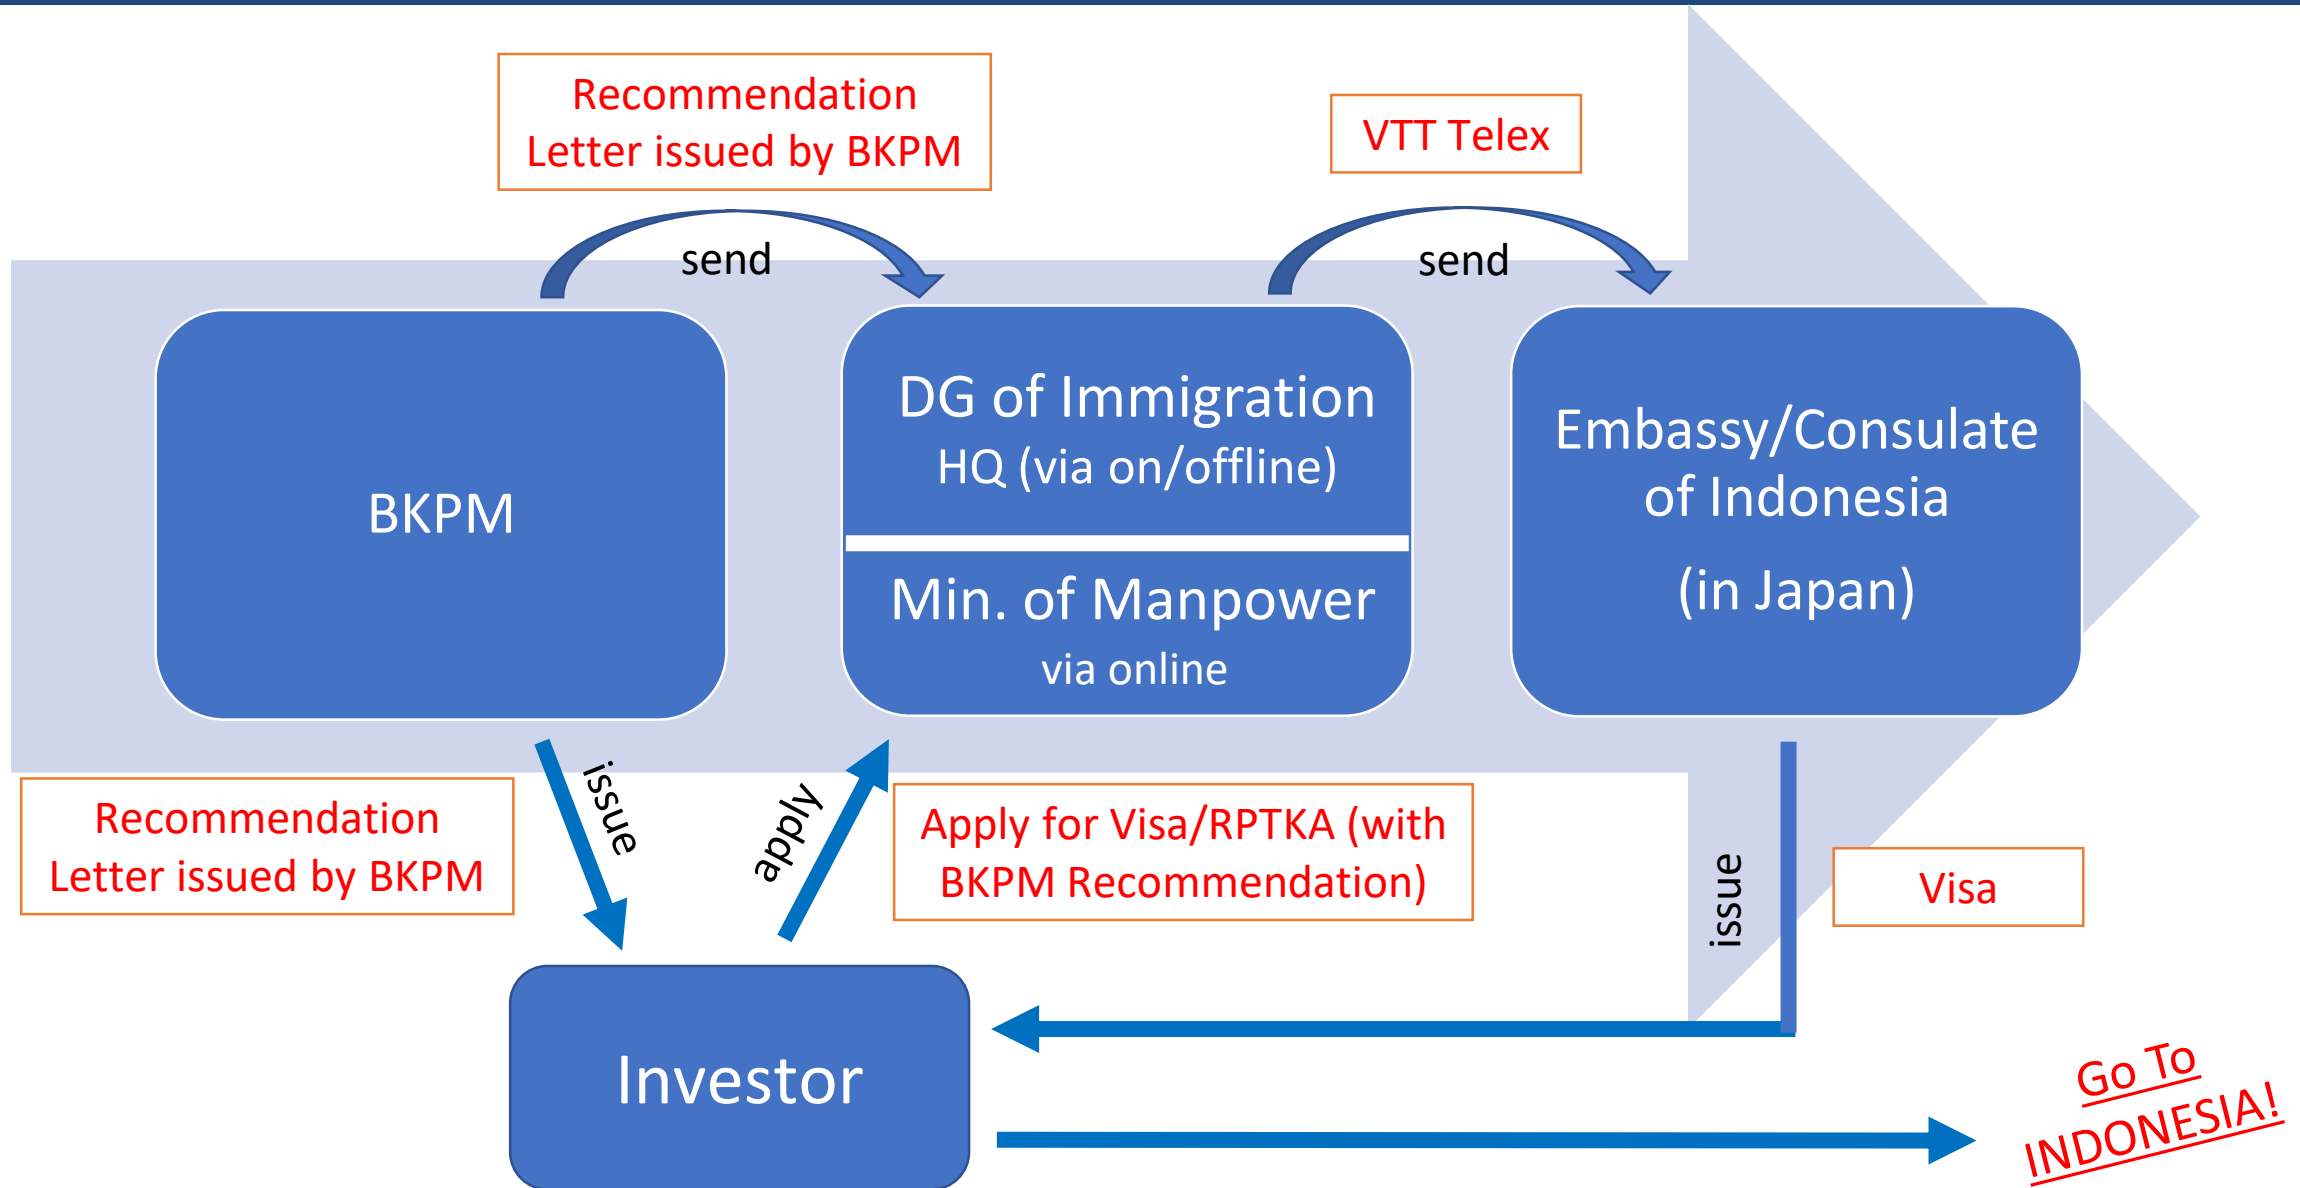 Recommendation
Letter issued by BKPM
VTT Telex
send
send
BKPM
DG of Immigration
HQ (via on/offline)
Min. of Manpower
via online
Embassy/Consulate
of Indonesia
(in Japan)
Recommendation
Letter issued by BKPM
issue
apply
Apply for Visa/RPTKA (with
BKPM Recommendation)
issue
Visa
Investor
Go To
INDONESIA!